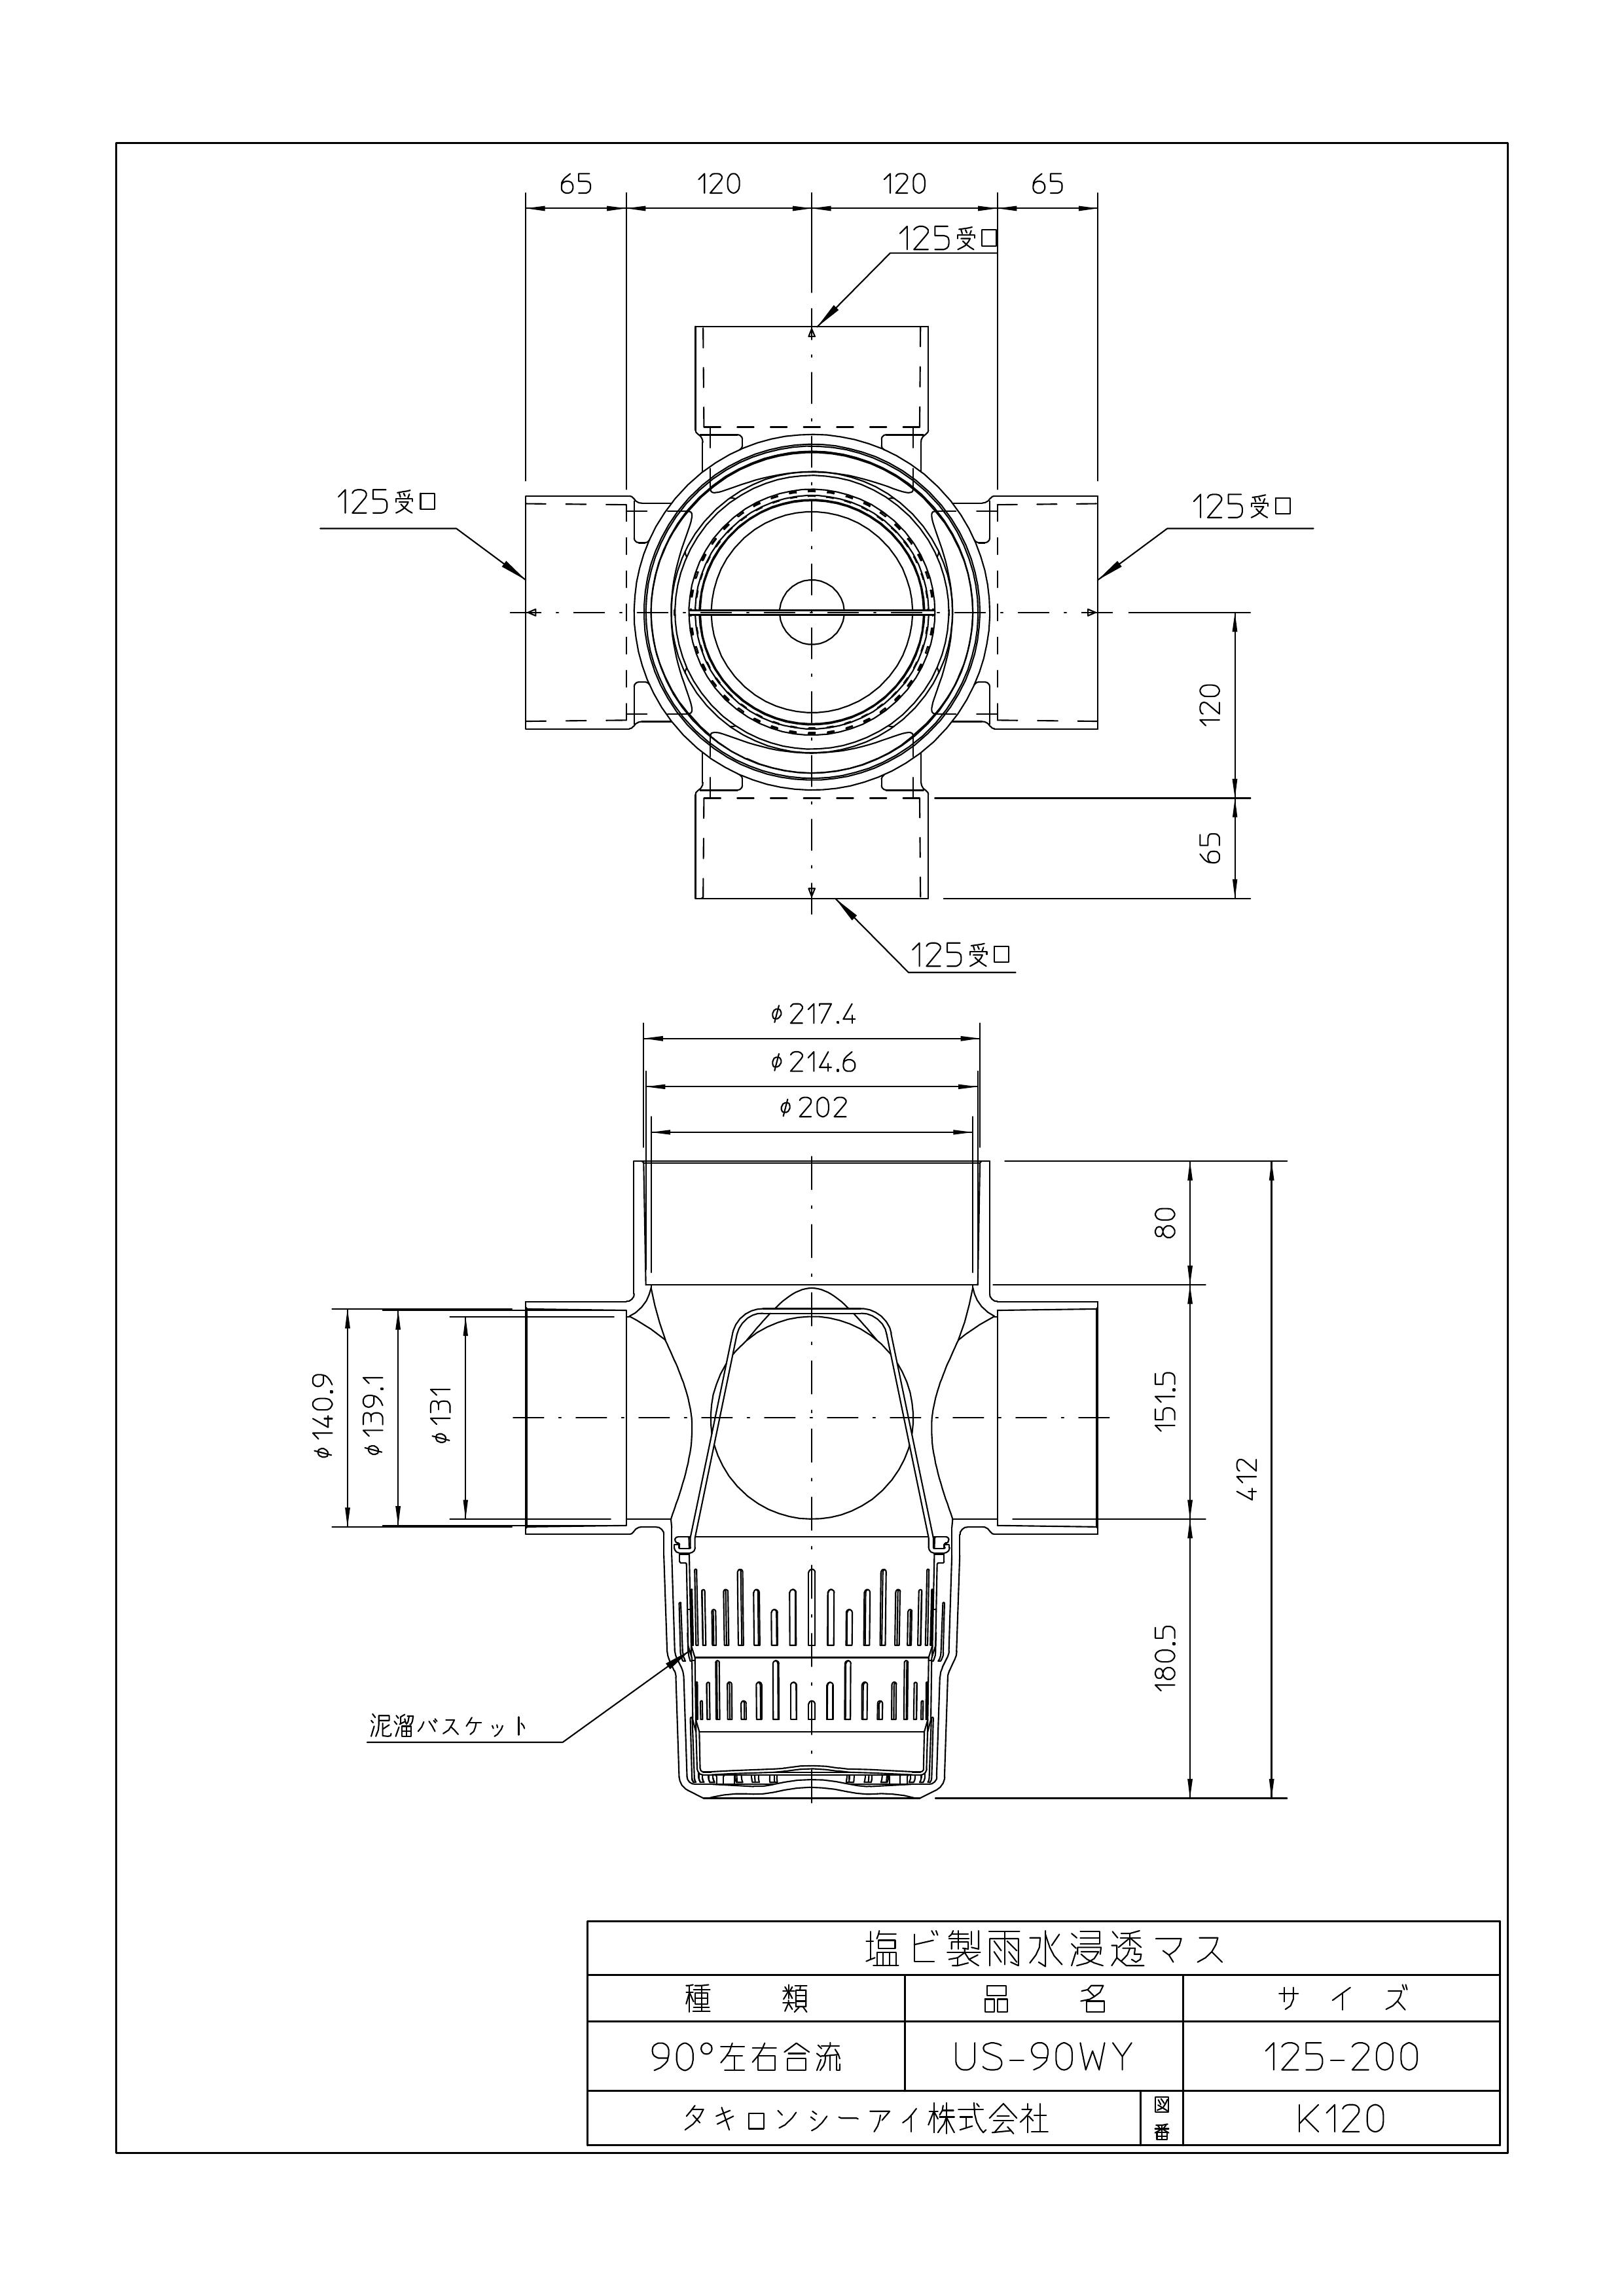 65 120 120 65
125受口
125受口 125受口
120
65
125受口
φ217.4
φ214.6
φ202
80
φ140.9 φ139.1 φ131 151.5
412
180.5
泥溜バスケット
塩ビ製雨水浸透マス
種 類 品 名 サ イ ズ
90°左右合流 US-90WY 125-200
タキロンシーアイ株式会社 図番 K120